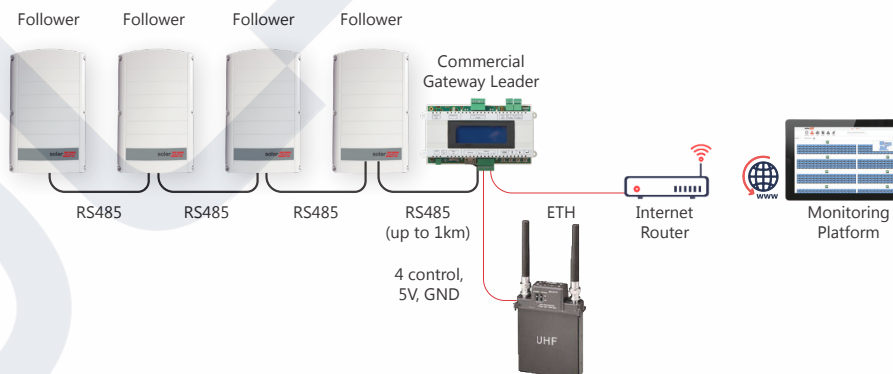 Follower
Follower
Follower
Follower
Commercial
Gateway Leader
RS485
RS485
RS485
RS485
(up to 1km)
ETH
Internet
Router
www
Monitoring
Platform
4 control,
5V, GND
UHF